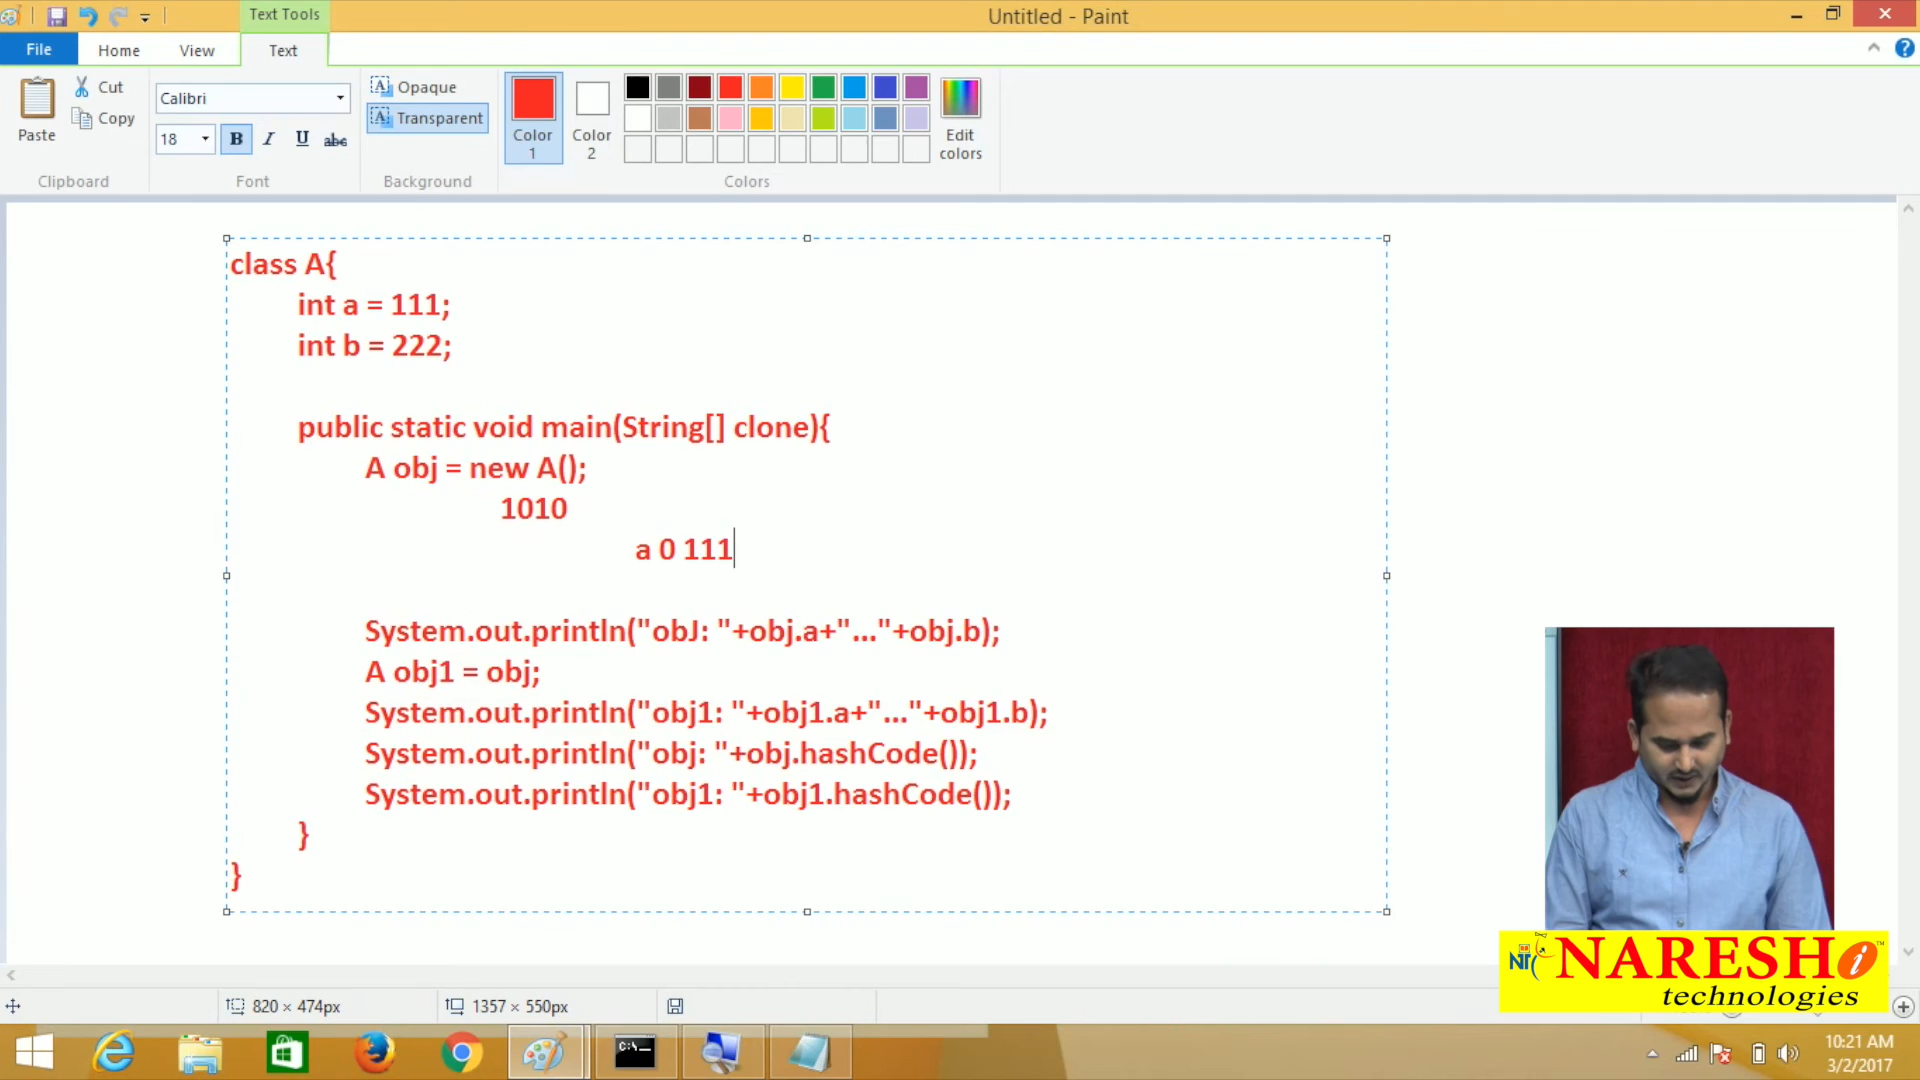 Text Tools
Untitled - Paint
File Home View Text
Paste
Cut
Copy
Clipboard
Calibri
18 B I U abc
Font
Opaque
Transparent
Background
Color 1
Color 2
Edit colors
Colors
class A{
int a = 111;
int b = 222;
public static void main(String[] clone){
A obj = new A();
1010
a 0 111
System.out.println("obJ: "+obj.a+"..."+obj.b);
A obj1 = obj;
System.out.println("obj1: "+obj1.a+"..."+obj1.b);
System.out.println("obj: "+obj.hashCode());
System.out.println("obj1: "+obj1.hashCode());
}
}
NARESH i ™
technologies
820 × 474px
1357 × 550px
C:\-
10:21 AM
3/2/2017